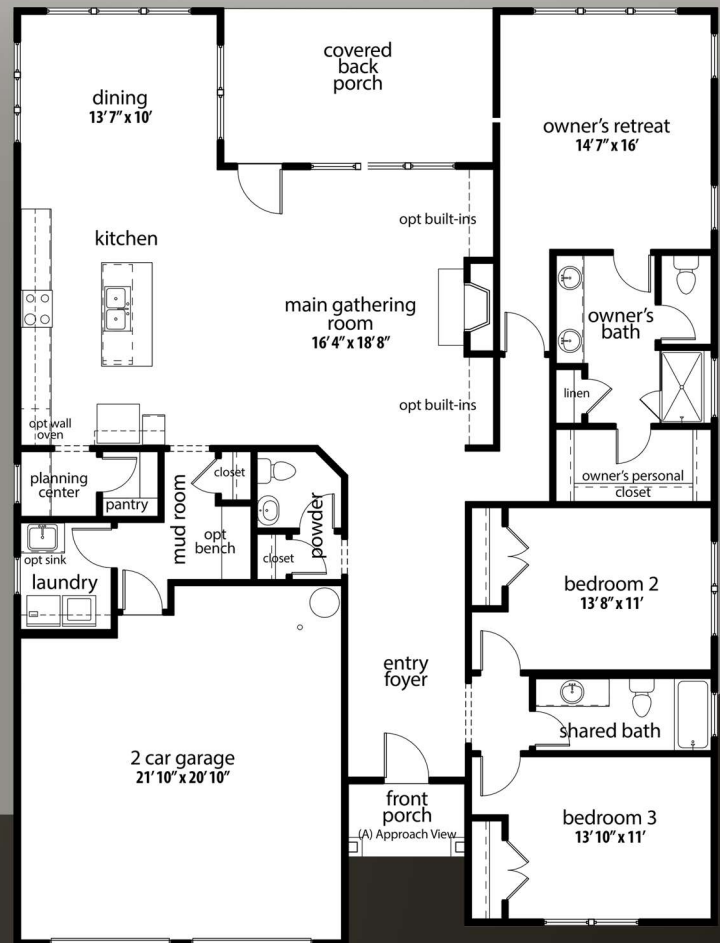 covered
back
porch
dining
13' 7" x 10'
owner's retreat
14' 7" x 16'
opt built-ins
kitchen
main gathering
room
16' 4" x 18' 8"
owner's
bath
linen
opt built-ins
opt wall
oven
planning
center
pantry
mud room
closet
opt
bench
powder
closet
owner's personal
closet
opt sink
laundry
bedroom 2
13' 8" x 11'
entry
foyer
shared bath
2 car garage
21' 10" x 20' 10"
front
porch
(A) Approach View
bedroom 3
13' 10" x 11'